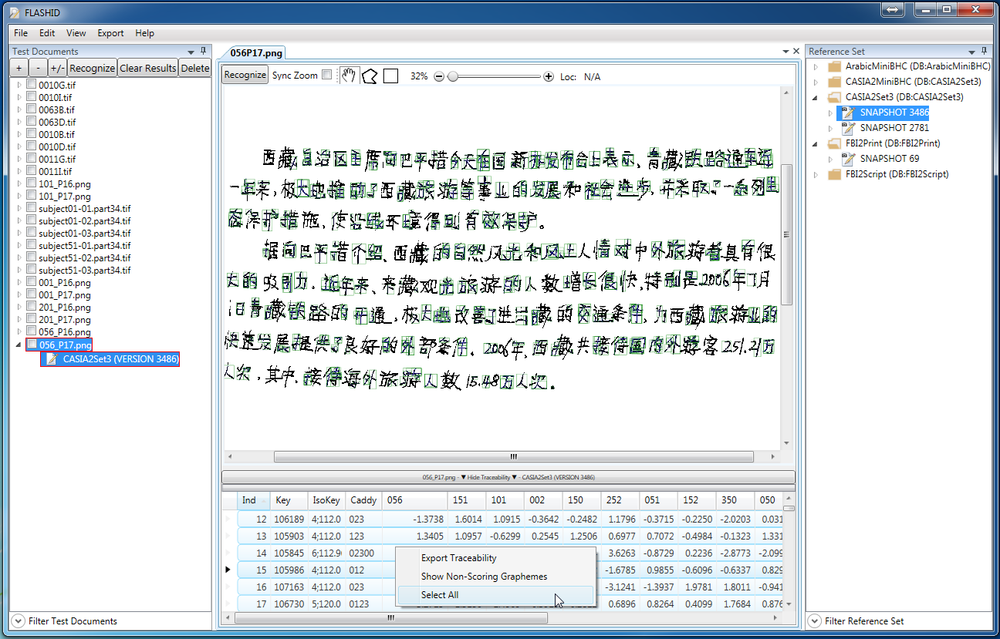 FLASHID
File Edit View Export Help
Test Documents
+ - +/- Recognize Clear Results Delete
0010G.tif
0010I.tif
0063B.tif
0063D.tif
0010B.tif
0010D.tif
0011G.tif
0011I.tif
101_P16.png
101_P17.png
subject01-01.part34.tif
subject01-02.part34.tif
subject01-03.part34.tif
subject51-01.part34.tif
subject51-02.part34.tif
subject51-03.part34.tif
001_P16.png
001_P17.png
201_P16.png
201_P17.png
056_P16.png
056_P17.png
CASIA2Set3 (VERSION 3486)
Filter Test Documents
056P17.png
Recognize Sync Zoom 32% Loc: N/A
西藏自治区主席向巴平措今天在国新办发布会上表示、青藏铁路通车近
一年来,极大地推动了西藏旅游等事业的发展和社会进步,并采取了一系列生
态保护措施,使沿线环境得到有效保护。
据向巴平措介绍、西藏的自然风光和风土人情对中外旅游者具有很
大的吸引力.近年来、来藏观光旅游的人数增长很快,特别是2006年7月
1日青藏铁路的开通,极大地改善了进出藏的交通条件,为西藏旅游业的
快速发展提供了良好的外部条件.2006年,西藏共接待国内外游客251.21万
人次,其中,接待海外旅游人数15.48万人次。
056_P17.png - ▼ Hide Traceability ▼ - CASIA2Set3 (VERSION 3486)
Ind Key IsoKey Caddy 056 151 101 002 150 252 051 152 350 050
12 106189 4;112.0 023 -1.3738 1.6014 1.0915 -0.3642 -0.2482 1.1796 -0.3715 -0.2250 -2.0203 0.031
13 105903 4;112.0 123 1.3405 1.0957 -0.6299 0.2545 1.2506 0.6977 0.7072 -0.4984 -0.1323 1.331
14 105845 6;112.9 02300 3.6263 -0.8729 0.2236 -2.8773 -2.099
15 105986 4;112.0 012 -1.6785 0.9855 -0.6096 -0.6337 0.829
16 107163 4;112.0 023 -3.1241 -1.3937 1.9781 1.8011 -0.941
17 106730 5;120.0 0123 0.6896 0.8264 0.4099 1.7684 0.876
Export Traceability
Show Non-Scoring Graphemes
Select All
Reference Set
ArabicMiniBHC (DB:ArabicMiniBHC)
CASIA2MiniBHC (DB:CASIA2Set3)
CASIA2Set3 (DB:CASIA2Set3)
SNAPSHOT 3486
SNAPSHOT 2781
FBI2Print (DB:FBI2Print)
SNAPSHOT 69
FBI2Script (DB:FBI2Script)
Filter Reference Set